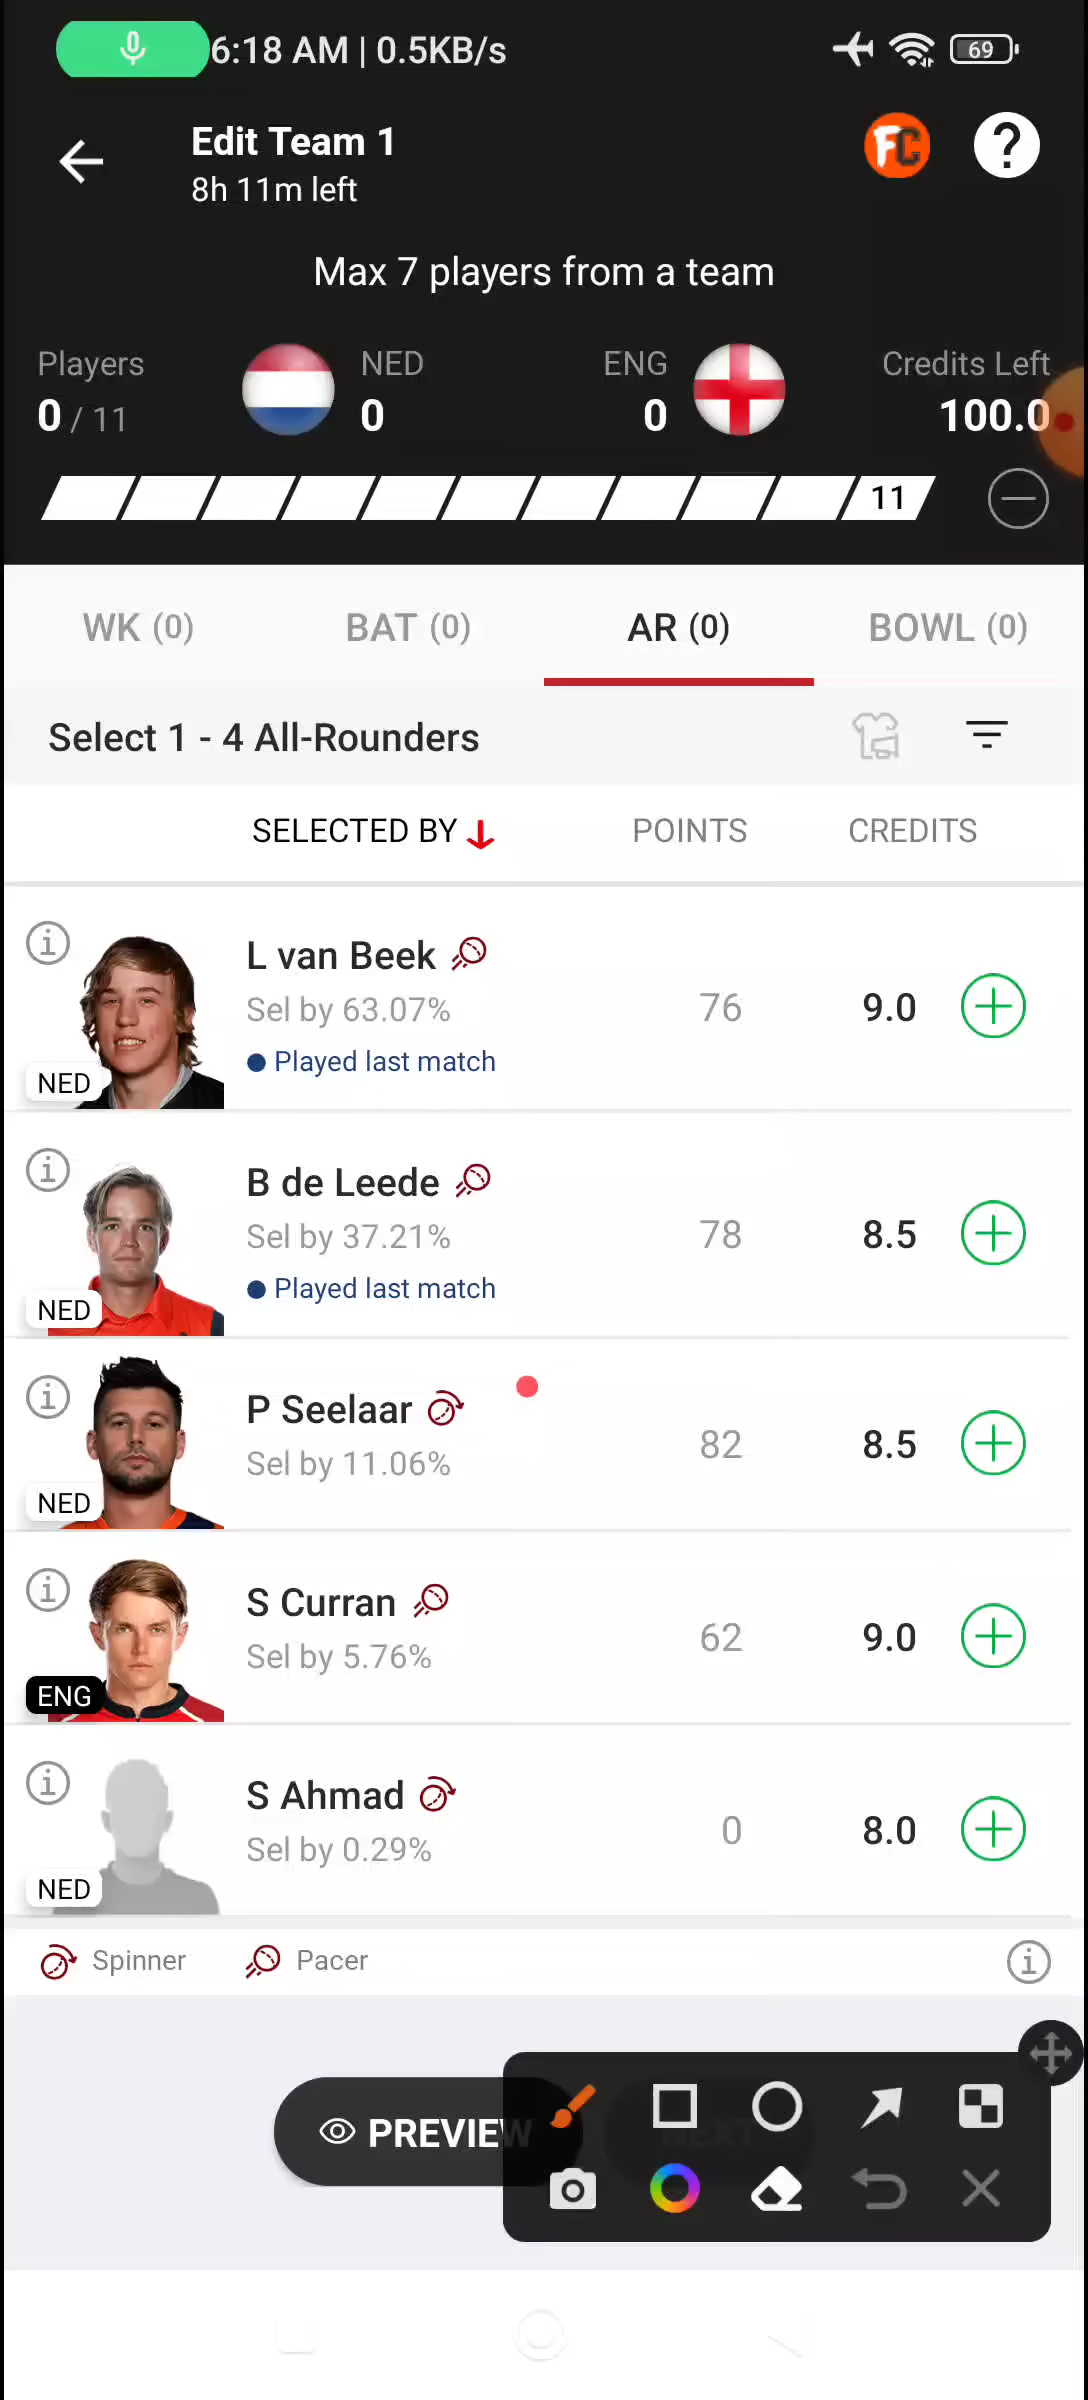 6:18 AM | 0.5KB/s
69
Edit Team 1
8h 11m left
FC
?
Max 7 players from a team
Players
NED
ENG
Credits Left
0 / 11
0
0
100.0
11
WK (0)
BAT (0)
AR (0)
BOWL (0)
Select 1 - 4 All-Rounders
SELECTED BY
POINTS
CREDITS
L van Beek
Sel by 63.07%
76
9.0
Played last match
NED
B de Leede
Sel by 37.21%
78
8.5
Played last match
NED
P Seelaar
Sel by 11.06%
82
8.5
NED
S Curran
Sel by 5.76%
62
9.0
ENG
S Ahmad
Sel by 0.29%
0
8.0
NED
Spinner
Pacer
PREVIEW
NEXT